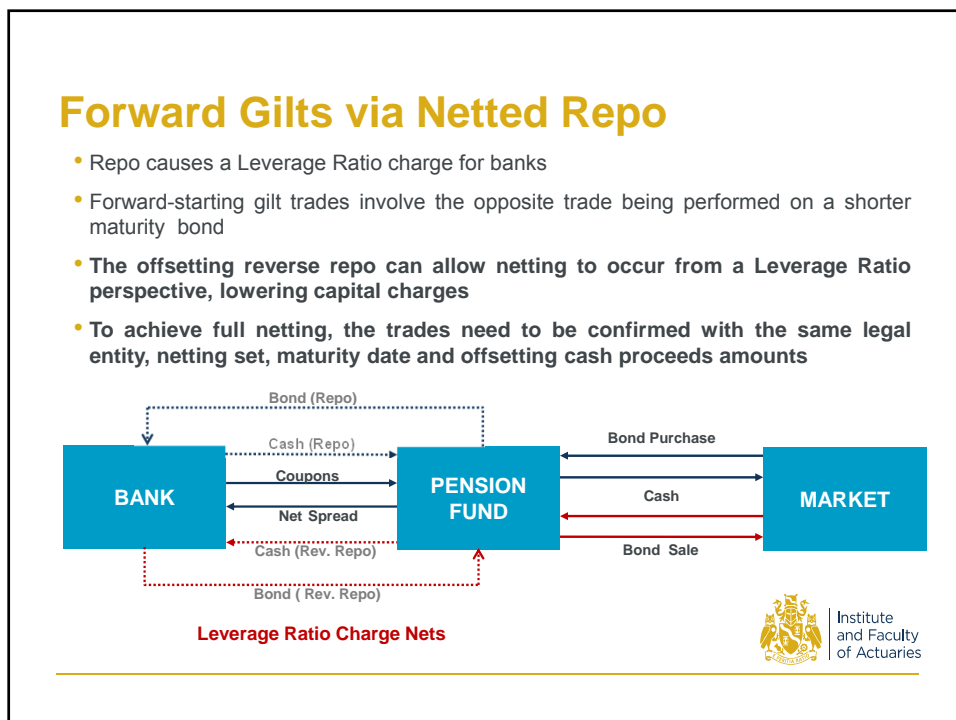 Forward Gilts via Netted Repo
• Repo causes a Leverage Ratio charge for banks
• Forward-starting gilt trades involve the opposite trade being performed on a shorter
maturity bond
• The offsetting reverse repo can allow netting to occur from a Leverage Ratio
perspective, lowering capital charges
• To achieve full netting, the trades need to be confirmed with the same legal
entity, netting set, maturity date and offsetting cash proceeds amounts
Bond (Repo)
Cash (Repo)
Bond Purchase
Coupons
BANK
PENSION
FUND
Cash
MARKET
Net Spread
Cash (Rev. Repo)
Bond Sale
Bond ( Rev. Repo)
Leverage Ratio Charge Nets
Institute
and Faculty
of Actuaries